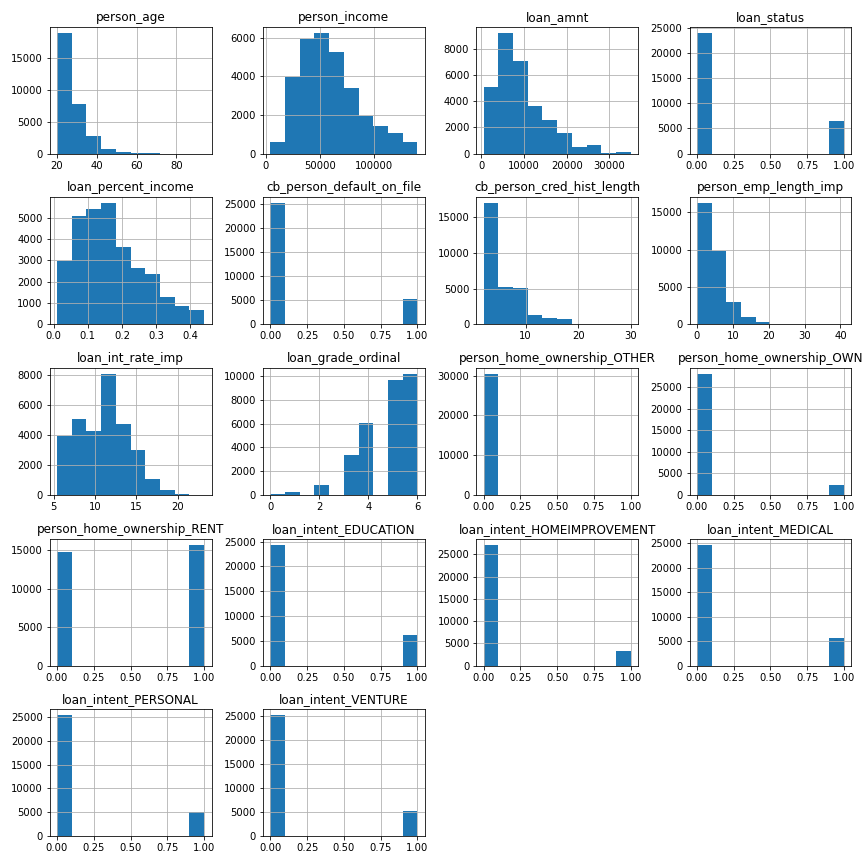 person_age person_income loan_amnt loan_status
15000 10000 5000 0 20 40 60 80
6000 4000 2000 0 0 50000 100000
8000 6000 4000 2000 0 0 10000 20000 30000
25000 20000 15000 10000 5000 0 0.00 0.25 0.50 0.75 1.00
loan_percent_income cb_person_default_on_file cb_person_cred_hist_length person_emp_length_imp
5000 4000 3000 2000 1000 0 0.0 0.1 0.2 0.3 0.4
25000 20000 15000 10000 5000 0 0.00 0.25 0.50 0.75 1.00
15000 10000 5000 0 10 20 30
15000 10000 5000 0 0 10 20 30 40
loan_int_rate_imp loan_grade_ordinal person_home_ownership_OTHER person_home_ownership_OWN
8000 6000 4000 2000 0 5 10 15 20
10000 8000 6000 4000 2000 0 0 2 4 6
30000 20000 10000 0 0.00 0.25 0.50 0.75 1.00
25000 20000 15000 10000 5000 0 0.00 0.25 0.50 0.75 1.00
person_home_ownership_RENT loan_intent_EDUCATION loan_intent_HOMEIMPROVEMENT loan_intent_MEDICAL
15000 10000 5000 0 0.00 0.25 0.50 0.75 1.00
25000 20000 15000 10000 5000 0 0.00 0.25 0.50 0.75 1.00
25000 20000 15000 10000 5000 0 0.00 0.25 0.50 0.75 1.00
25000 20000 15000 10000 5000 0 0.00 0.25 0.50 0.75 1.00
loan_intent_PERSONAL loan_intent_VENTURE
25000 20000 15000 10000 5000 0 0.00 0.25 0.50 0.75 1.00
25000 20000 15000 10000 5000 0 0.00 0.25 0.50 0.75 1.00